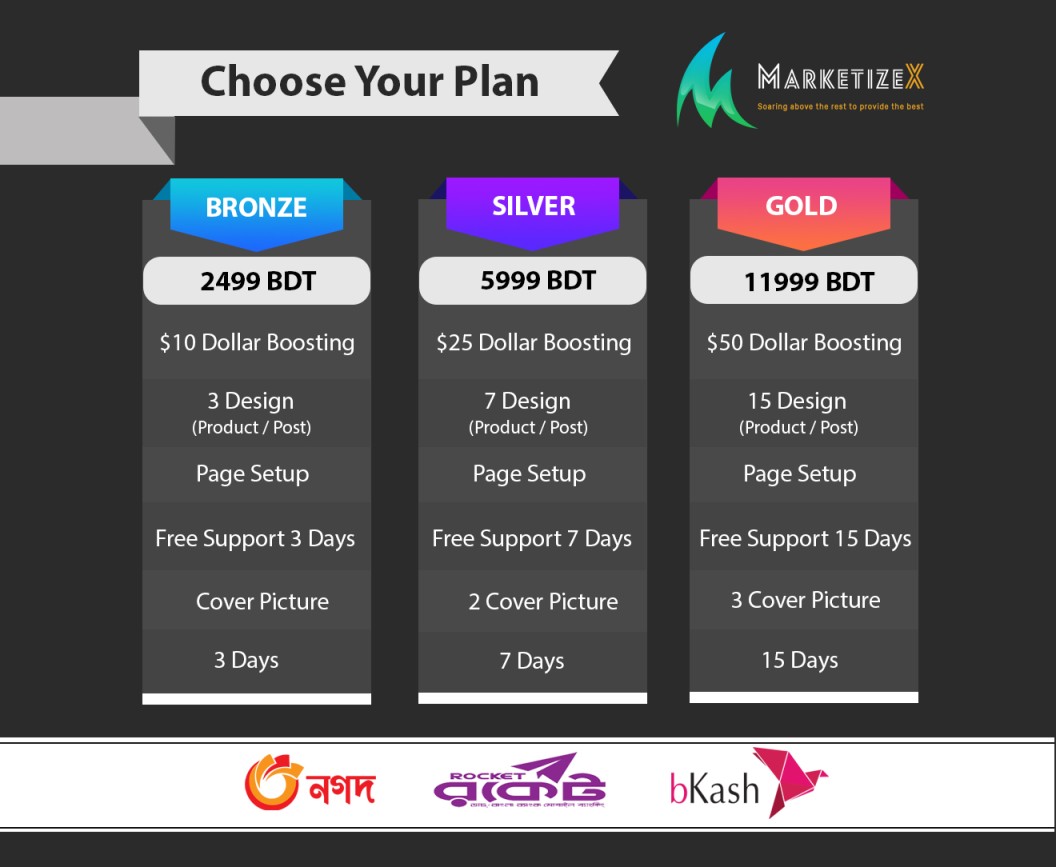 Choose Your Plan
MARKETIZEX
Soaring above the rest to provide the best
BRONZE
2499 BDT
$10 Dollar Boosting
3 Design
(Product / Post)
Page Setup
Free Support 3 Days
Cover Picture
3 Days
SILVER
5999 BDT
$25 Dollar Boosting
7 Design
(Product / Post)
Page Setup
Free Support 7 Days
2 Cover Picture
7 Days
GOLD
11999 BDT
$50 Dollar Boosting
15 Design
(Product / Post)
Page Setup
Free Support 15 Days
3 Cover Picture
15 Days
নগদ
ROCKET
রকেট
bKash